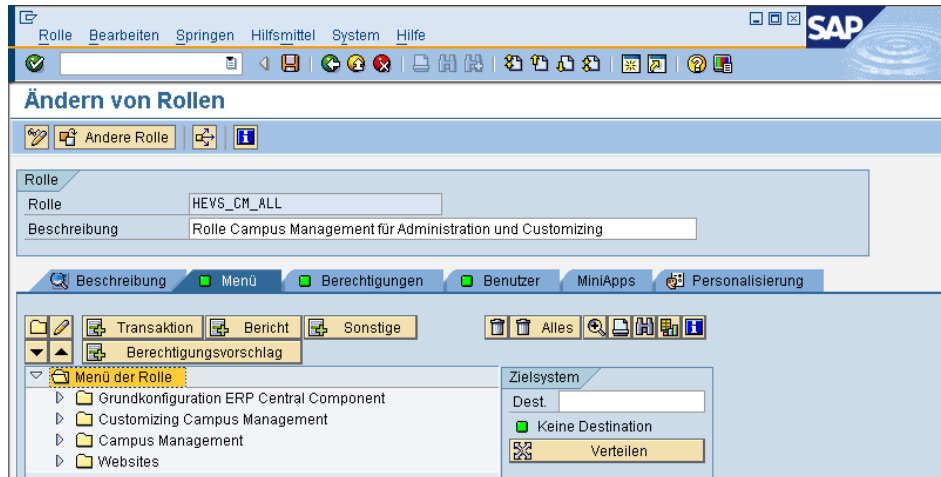 Rolle Bearbeiten Springen Hilfsmittel System Hilfe
SAP
Ändern von Rollen
Andere Rolle
Rolle
Rolle HEVS_CM_ALL
Beschreibung Rolle Campus Management für Administration und Customizing
Beschreibung Menü Berechtigungen Benutzer MiniApps Personalisierung
Transaktion Bericht Sonstige Alles
Berechtigungsvorschlag
Menü der Rolle Zielsystem
Grundkonfiguration ERP Central Component Dest.
Customizing Campus Management Keine Destination
Campus Management Verteilen
Websites